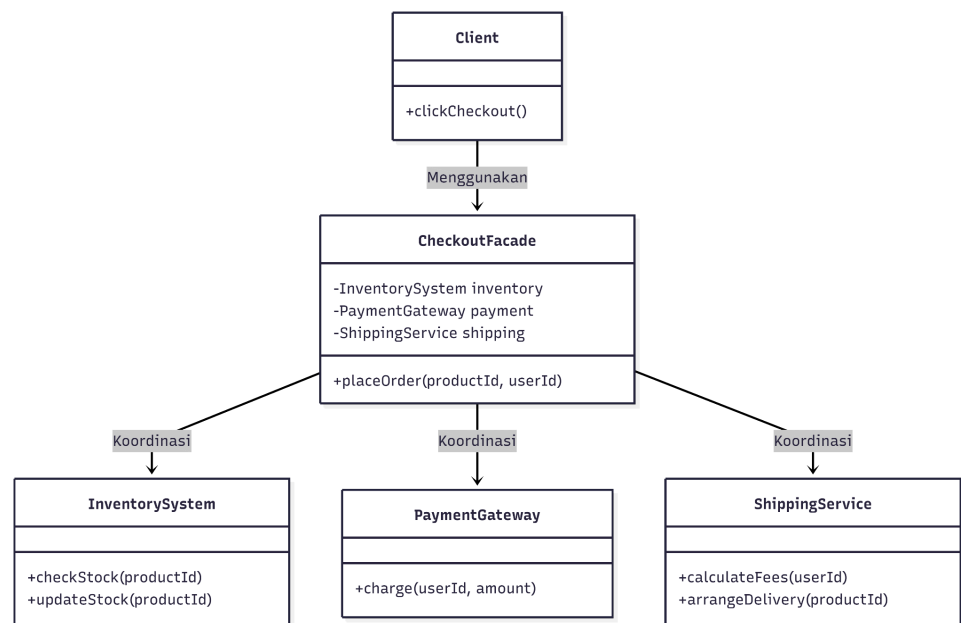 Client
+clickCheckout()
Menggunakan
CheckoutFacade
-InventorySystem inventory
-PaymentGateway payment
-ShippingService shipping
+placeOrder(productId, userId)
Koordinasi
Koordinasi
Koordinasi
InventorySystem
+checkStock(productId)
+updateStock(productId)
PaymentGateway
+charge(userId, amount)
ShippingService
+calculateFees(userId)
+arrangeDelivery(productId)